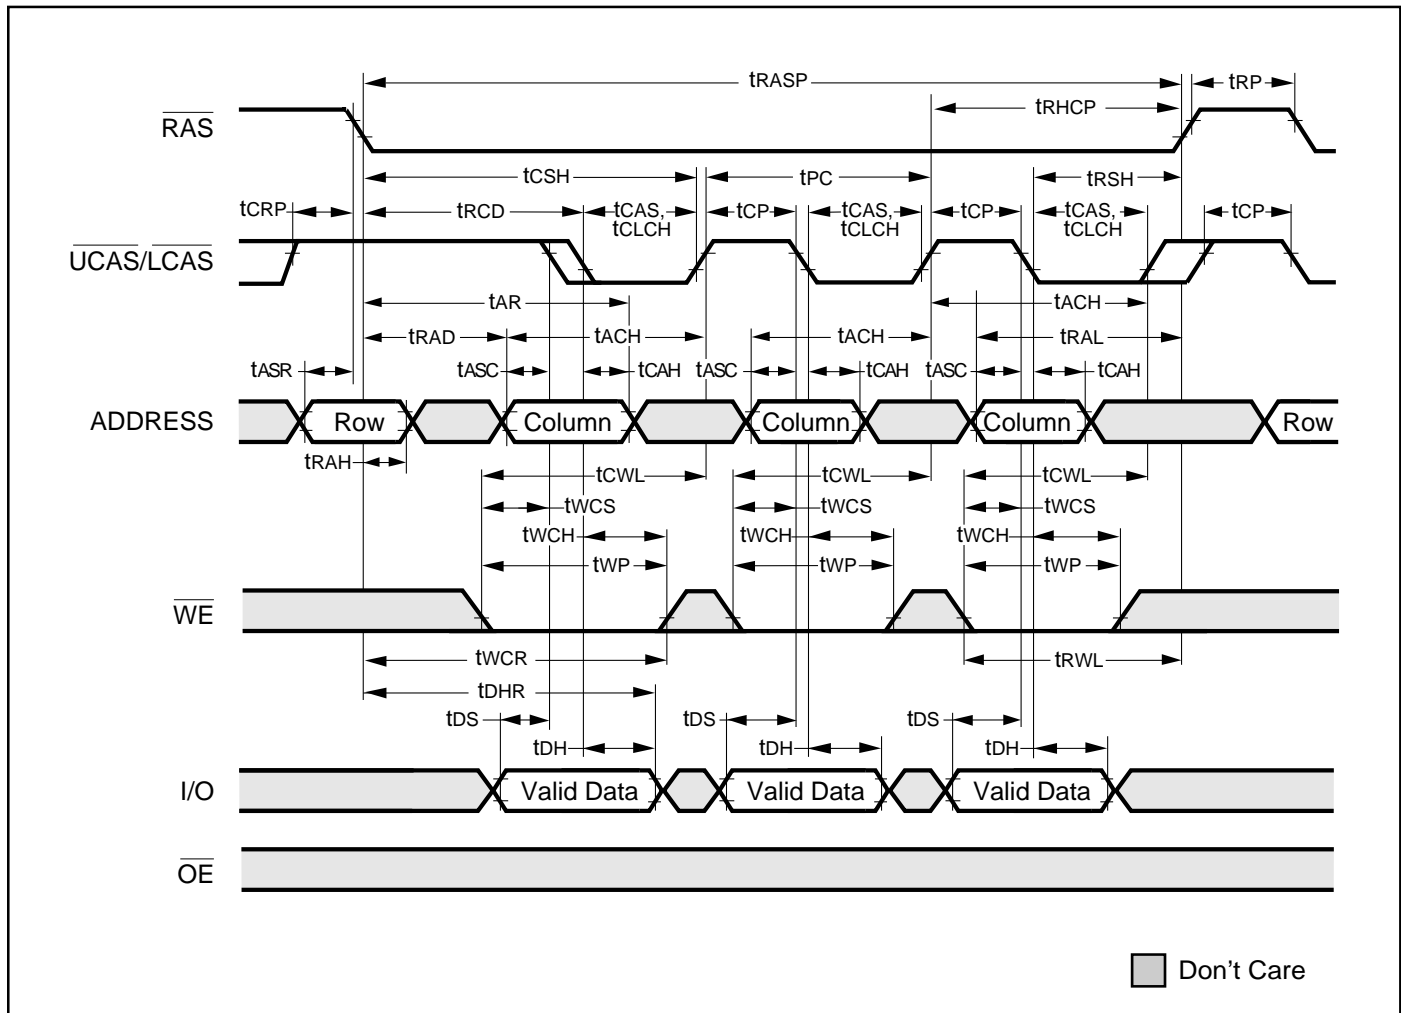 tRASP tRP
tRHCP
RAS
tCSH tPC tRSH
tCRP tRCD tCAS, tCLCH tCP tCAS, tCLCH tCP tCAS, tCLCH tCP
UCAS/LCAS
tAR tACH
tRAD tACH tACH tRAL
tASR tASC tCAH tASC tCAH tASC tCAH
ADDRESS Row Column Column Column Row
tRAH
tCWL tCWL tCWL
tWCS tWCS tWCS
tWCH tWCH tWCH
tWP tWP tWP
WE
tWCR tRWL
tDHR
tDS tDS tDS
tDH tDH tDH
I/O Valid Data Valid Data Valid Data
OE
Don't Care